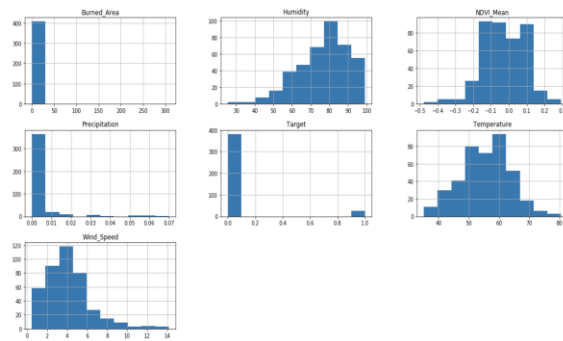 Burned_Area
400
300
200
100
0
0 50 100 150 200 250 300
Humidity
100
80
60
40
20
0
30 40 50 60 70 80 90 100
NDVI_Mean
80
60
40
20
0
−0.5 −0.4 −0.3 −0.2 −0.1 0.0 0.1 0.2 0.3
Precipitation
300
200
100
0
0.00 0.01 0.02 0.03 0.04 0.05 0.06 0.07
Target
400
300
200
100
0
0.0 0.2 0.4 0.6 0.8 1.0
Temperature
80
60
40
20
0
40 50 60 70 80
Wind_Speed
120
100
80
60
40
20
0
0 2 4 6 8 10 12 14